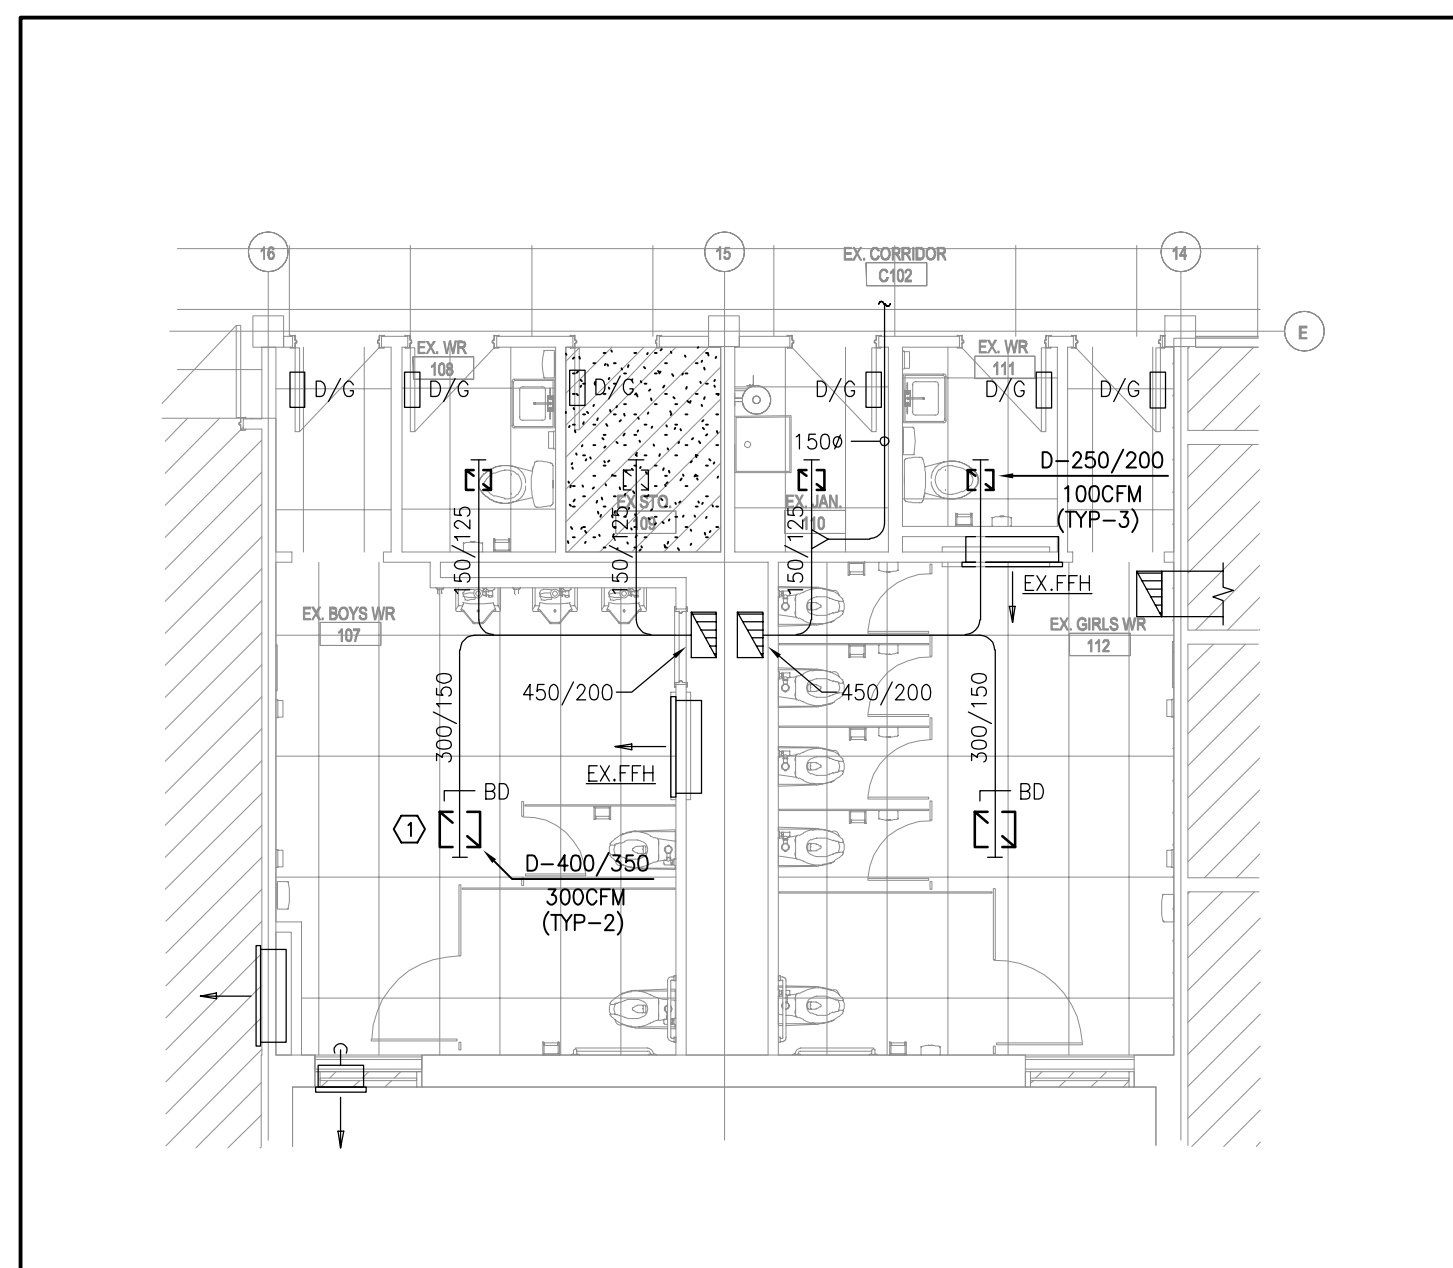 16
15
14
EX. CORRIDOR
C102
E
EX. WR
108
EX. WR
111
D/G
D/G
D/G
D/G
D/G
D/G
150ø
D-250/200
100CFM
(TYP-3)
EX STO.
109
EX. JAN.
110
150/125
150/125
150/125
EX.FFH
EX. BOYS WR
107
EX. GIRLS WR
112
450/200
450/200
300/150
300/150
EX.FFH
BD
BD
1
D-400/350
300CFM
(TYP-2)